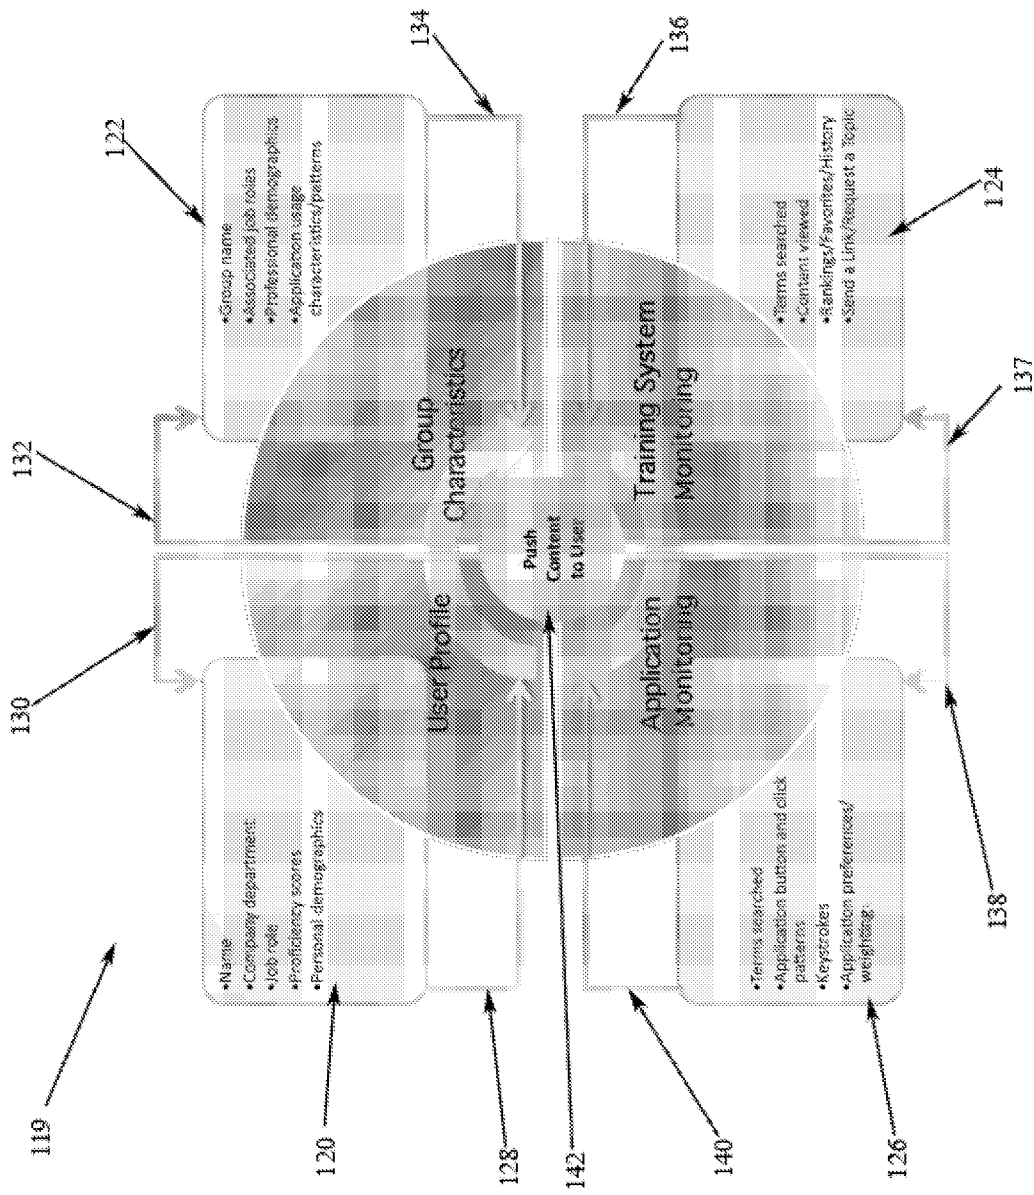 119
130
132
122
•Name
•Company department
•Job role
•Proficiency scores
•Personal demographics
•Group name
•Associated job roles
•Professional demographics
•Application usage
characteristics/patterns
120
134
User Profile
Group
Characteristics
128
Push
Content
to User
142
136
Application
Monitoring
Training System
Monitoring
140
•Terms searched
•Application button and click
patterns
•Keystrokes
•Application preferences/
weighting
•Terms searched
•Content viewed
•Rankings/Favorites/History
•Send a Link/Request a Topic
126
138
137
124